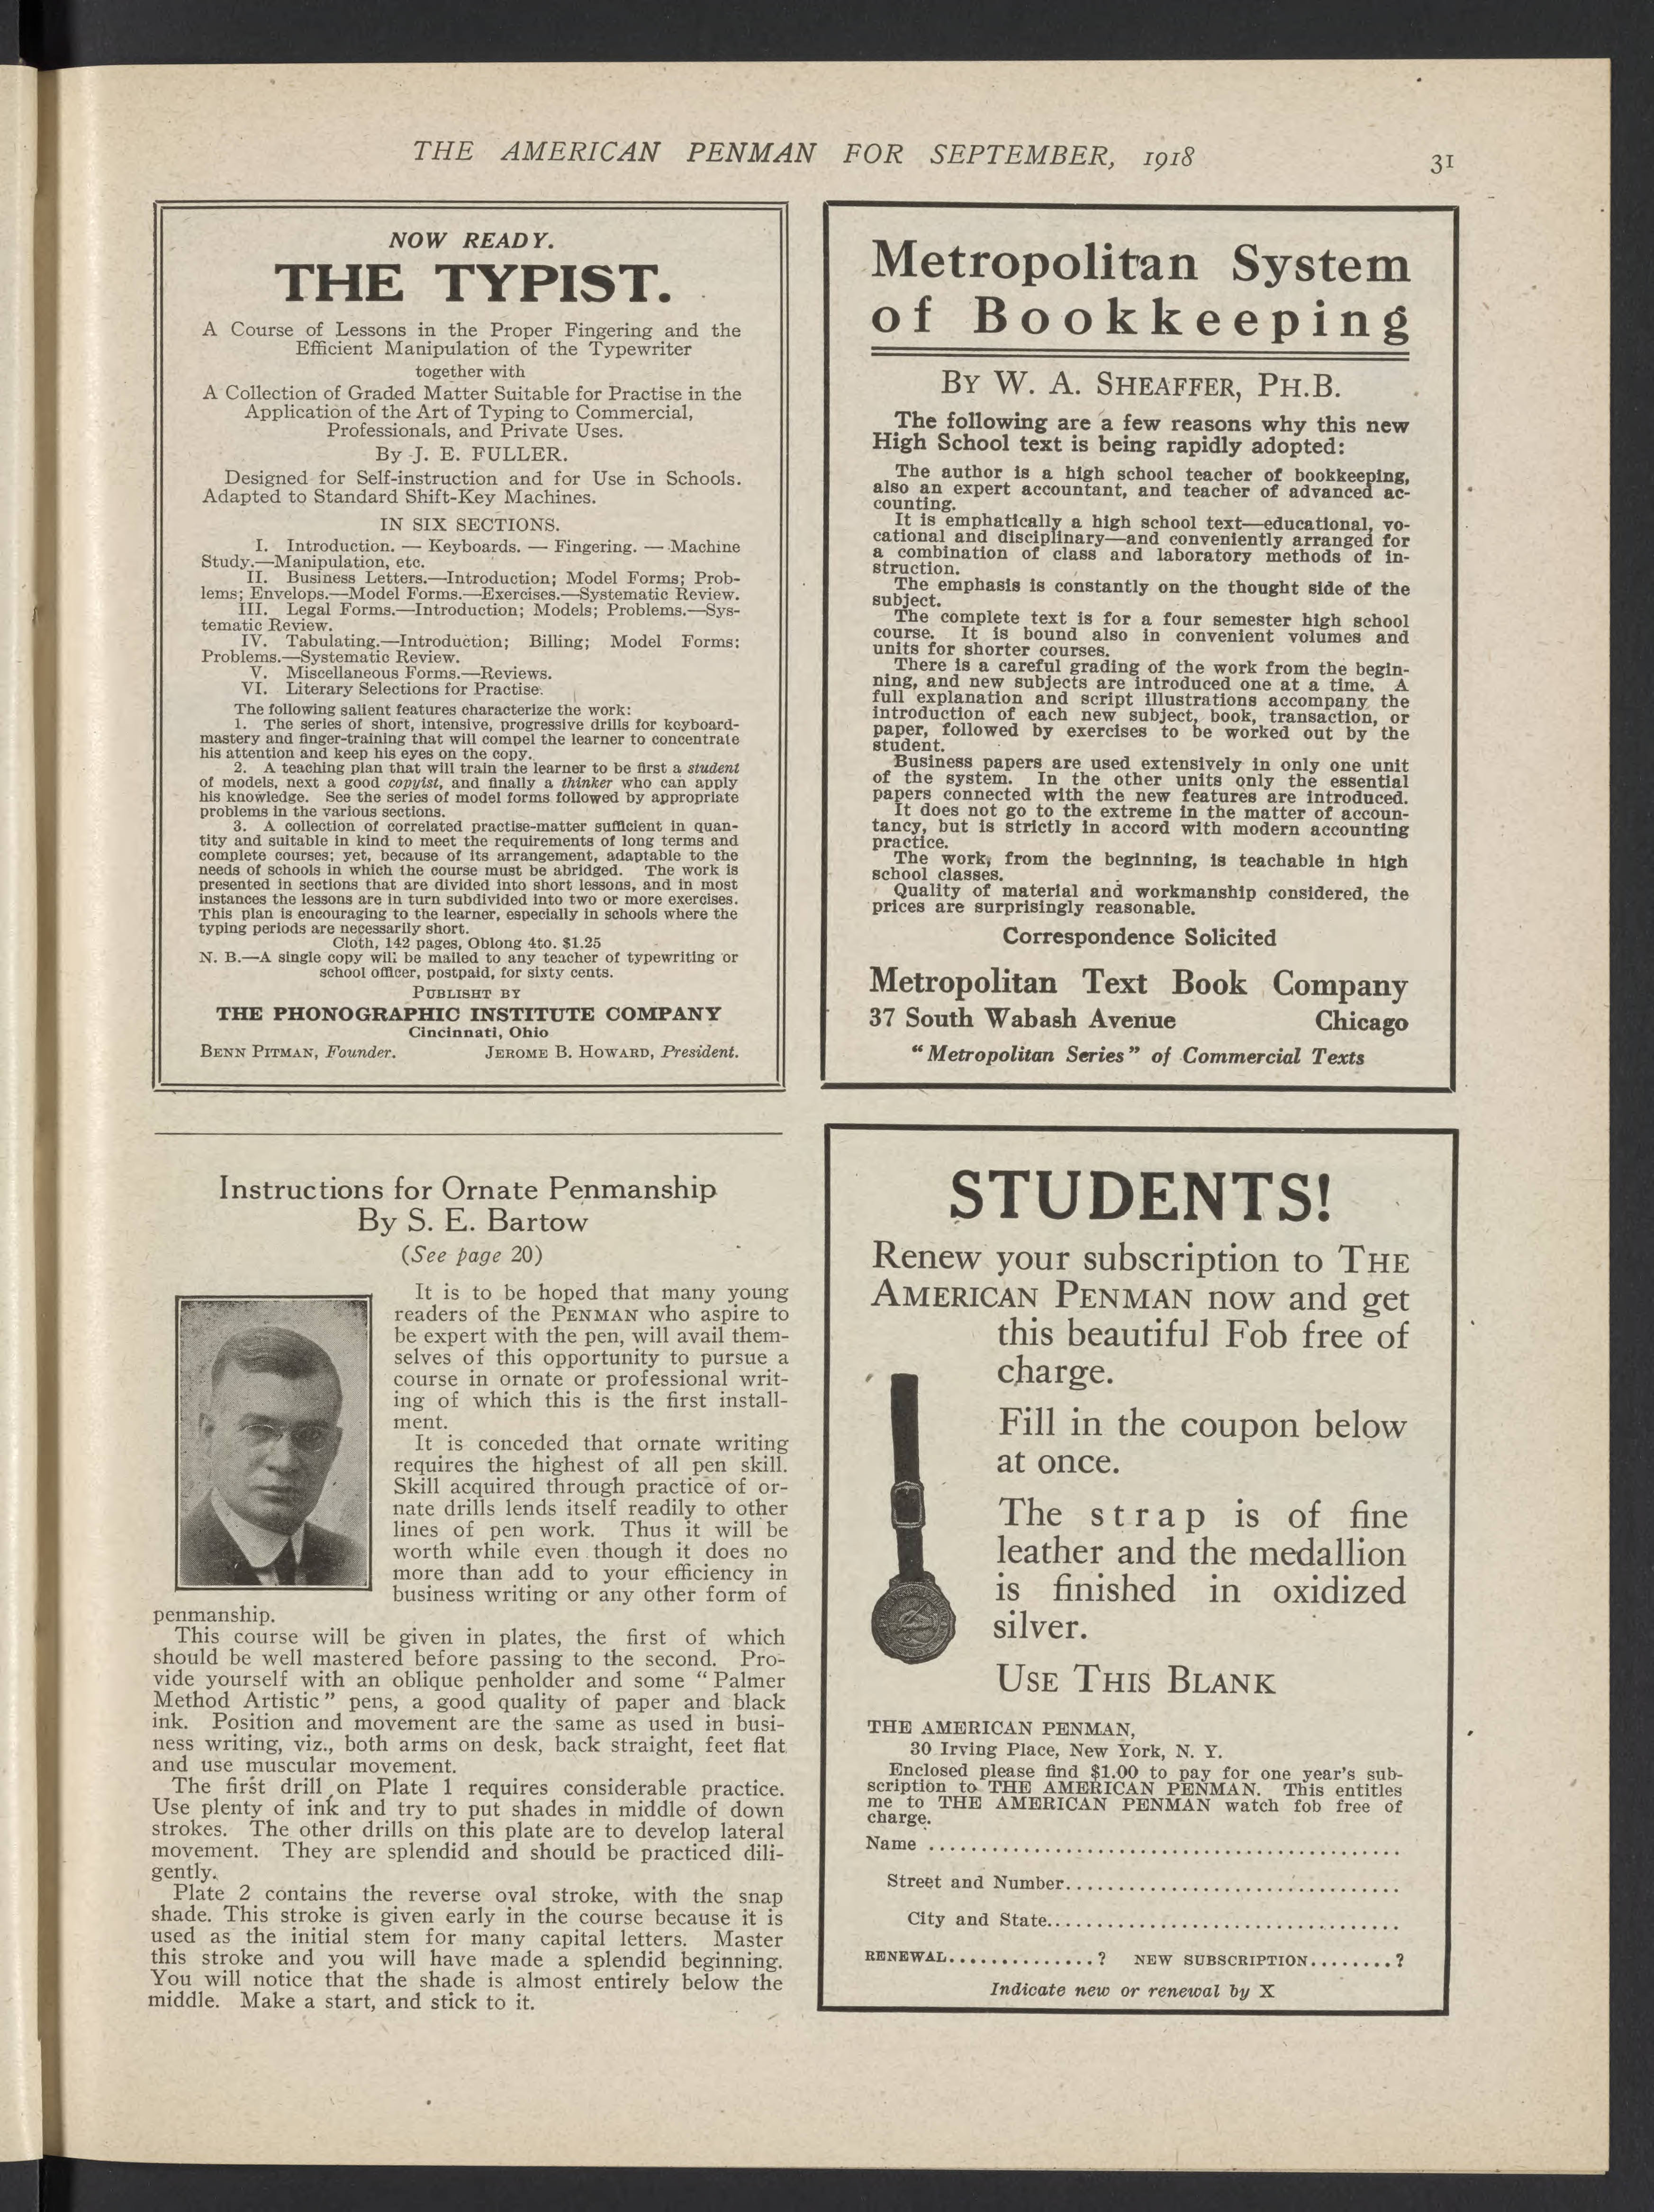 THE AMERICAN PENMAN FOR SEPTEMBER, 1918
31
NOW READY.
THE TYPIST.
A Course of Lessons in the Proper Fingering and the
Efficient Manipulation of the Typewriter
together with
A Collection of Graded Matter Suitable for Practise in the
Application of the Art of Typing to Commercial,
Professionals, and Private Uses.
By J. E. FULLER.
Designed for Self-instruction and for Use in Schools.
Adapted to Standard Shift-Key Machines.
IN SIX SECTIONS.
I. Introduction. — Keyboards. — Fingering. — Machine
Study.—Manipulation, etc.
II. Business Letters.—Introduction; Model Forms; Prob-
lems; Envelops.—Model Forms.—Exercises.—Systematic Review.
III. Legal Forms.—Introduction; Models; Problems.—Sys-
tematic Review.
IV. Tabulating.—Introduction; Billing; Model Forms;
Problems.—Systematic Review.
V. Miscellaneous Forms.—Reviews.
VI. Literary Selections for Practise.
The following salient features characterize the work:
1. The series of short, intensive, progressive drills for keyboard-
mastery and finger-training that will compel the learner to concentrate
his attention and keep his eyes on the copy.
2. A teaching plan that will train the learner to be first a student
of models, next a good copyist, and finally a thinker who can apply
his knowledge. See the series of model forms followed by appropriate
problems in the various sections.
3. A collection of correlated practise-matter sufficient in quan-
tity and suitable in kind to meet the requirements of long terms and
complete courses; yet, because of its arrangement, adaptable to the
needs of schools in which the course must be abridged. The work is
presented in sections that are divided into short lessons, and in most
instances the lessons are in turn subdivided into two or more exercises.
This plan is encouraging to the learner, especially in schools where the
typing periods are necessarily short.
Cloth, 142 pages, Oblong 4to. $1.25
N. B.—A single copy will be mailed to any teacher of typewriting or
school officer, postpaid, for sixty cents.
PUBLISHT BY
THE PHONOGRAPHIC INSTITUTE COMPANY
Cincinnati, Ohio
BENN PITMAN, Founder. JEROME B. HOWARD, President.
Metropolitan System
of Bookkeeping
BY W. A. SHEAFFER, PH.B.
The following are a few reasons why this new
High School text is being rapidly adopted:
The author is a high school teacher of bookkeeping,
also an expert accountant, and teacher of advanced ac-
counting.
It is emphatically a high school text—educational, vo-
cational and disciplinary—and conveniently arranged for
a combination of class and laboratory methods of in-
struction.
The emphasis is constantly on the thought side of the
subject.
The complete text is for a four semester high school
course. It is bound also in convenient volumes and
units for shorter courses.
There is a careful grading of the work from the begin-
ning, and new subjects are introduced one at a time. A
full explanation and script illustrations accompany the
introduction of each new subject, book, transaction, or
paper, followed by exercises to be worked out by the
student.
Business papers are used extensively in only one unit
of the system. In the other units only the essential
papers connected with the new features are introduced.
It does not go to the extreme in the matter of accoun-
tancy, but is strictly in accord with modern accounting
practice.
The work, from the beginning, is teachable in high
school classes.
Quality of material and workmanship considered, the
prices are surprisingly reasonable.
Correspondence Solicited
Metropolitan Text Book Company
37 South Wabash Avenue Chicago
"Metropolitan Series" of Commercial Texts
Instructions for Ornate Penmanship
By S. E. Bartow
(See page 20)
It is to be hoped that many young
readers of the PENMAN who aspire to
be expert with the pen, will avail them-
selves of this opportunity to pursue a
course in ornate or professional writ-
ing of which this is the first install-
ment.
It is conceded that ornate writing
requires the highest of all pen skill.
Skill acquired through practice of or-
nate drills lends itself readily to other
lines of pen work. Thus it will be
worth while even though it does no
more than add to your efficiency in
business writing or any other form of
penmanship.
This course will be given in plates, the first of which
should be well mastered before passing to the second. Pro-
vide yourself with an oblique penholder and some "Palmer
Method Artistic" pens, a good quality of paper and black
ink. Position and movement are the same as used in busi-
ness writing, viz., both arms on desk, back straight, feet flat
and use muscular movement.
The first drill on Plate 1 requires considerable practice.
Use plenty of ink and try to put shades in middle of down
strokes. The other drills on this plate are to develop lateral
movement. They are splendid and should be practiced dili-
gently.
Plate 2 contains the reverse oval stroke, with the snap
shade. This stroke is given early in the course because it is
used as the initial stem for many capital letters. Master
this stroke and you will have made a splendid beginning.
You will notice that the shade is almost entirely below the
middle. Make a start, and stick to it.
STUDENTS!
Renew your subscription to THE
AMERICAN PENMAN now and get
this beautiful Fob free of
charge.
Fill in the coupon below
at once.
The strap is of fine
leather and the medallion
is finished in oxidized
silver.
USE THIS BLANK
THE AMERICAN PENMAN,
30 Irving Place, New York, N. Y.
Enclosed please find $1.00 to pay for one year's sub-
scription to THE AMERICAN PENMAN. This entitles
me to THE AMERICAN PENMAN watch fob free of
charge.
Name ..............................................
Street and Number.................................
City and State...................................
RENEWAL..............? NEW SUBSCRIPTION........?
Indicate new or renewal by X